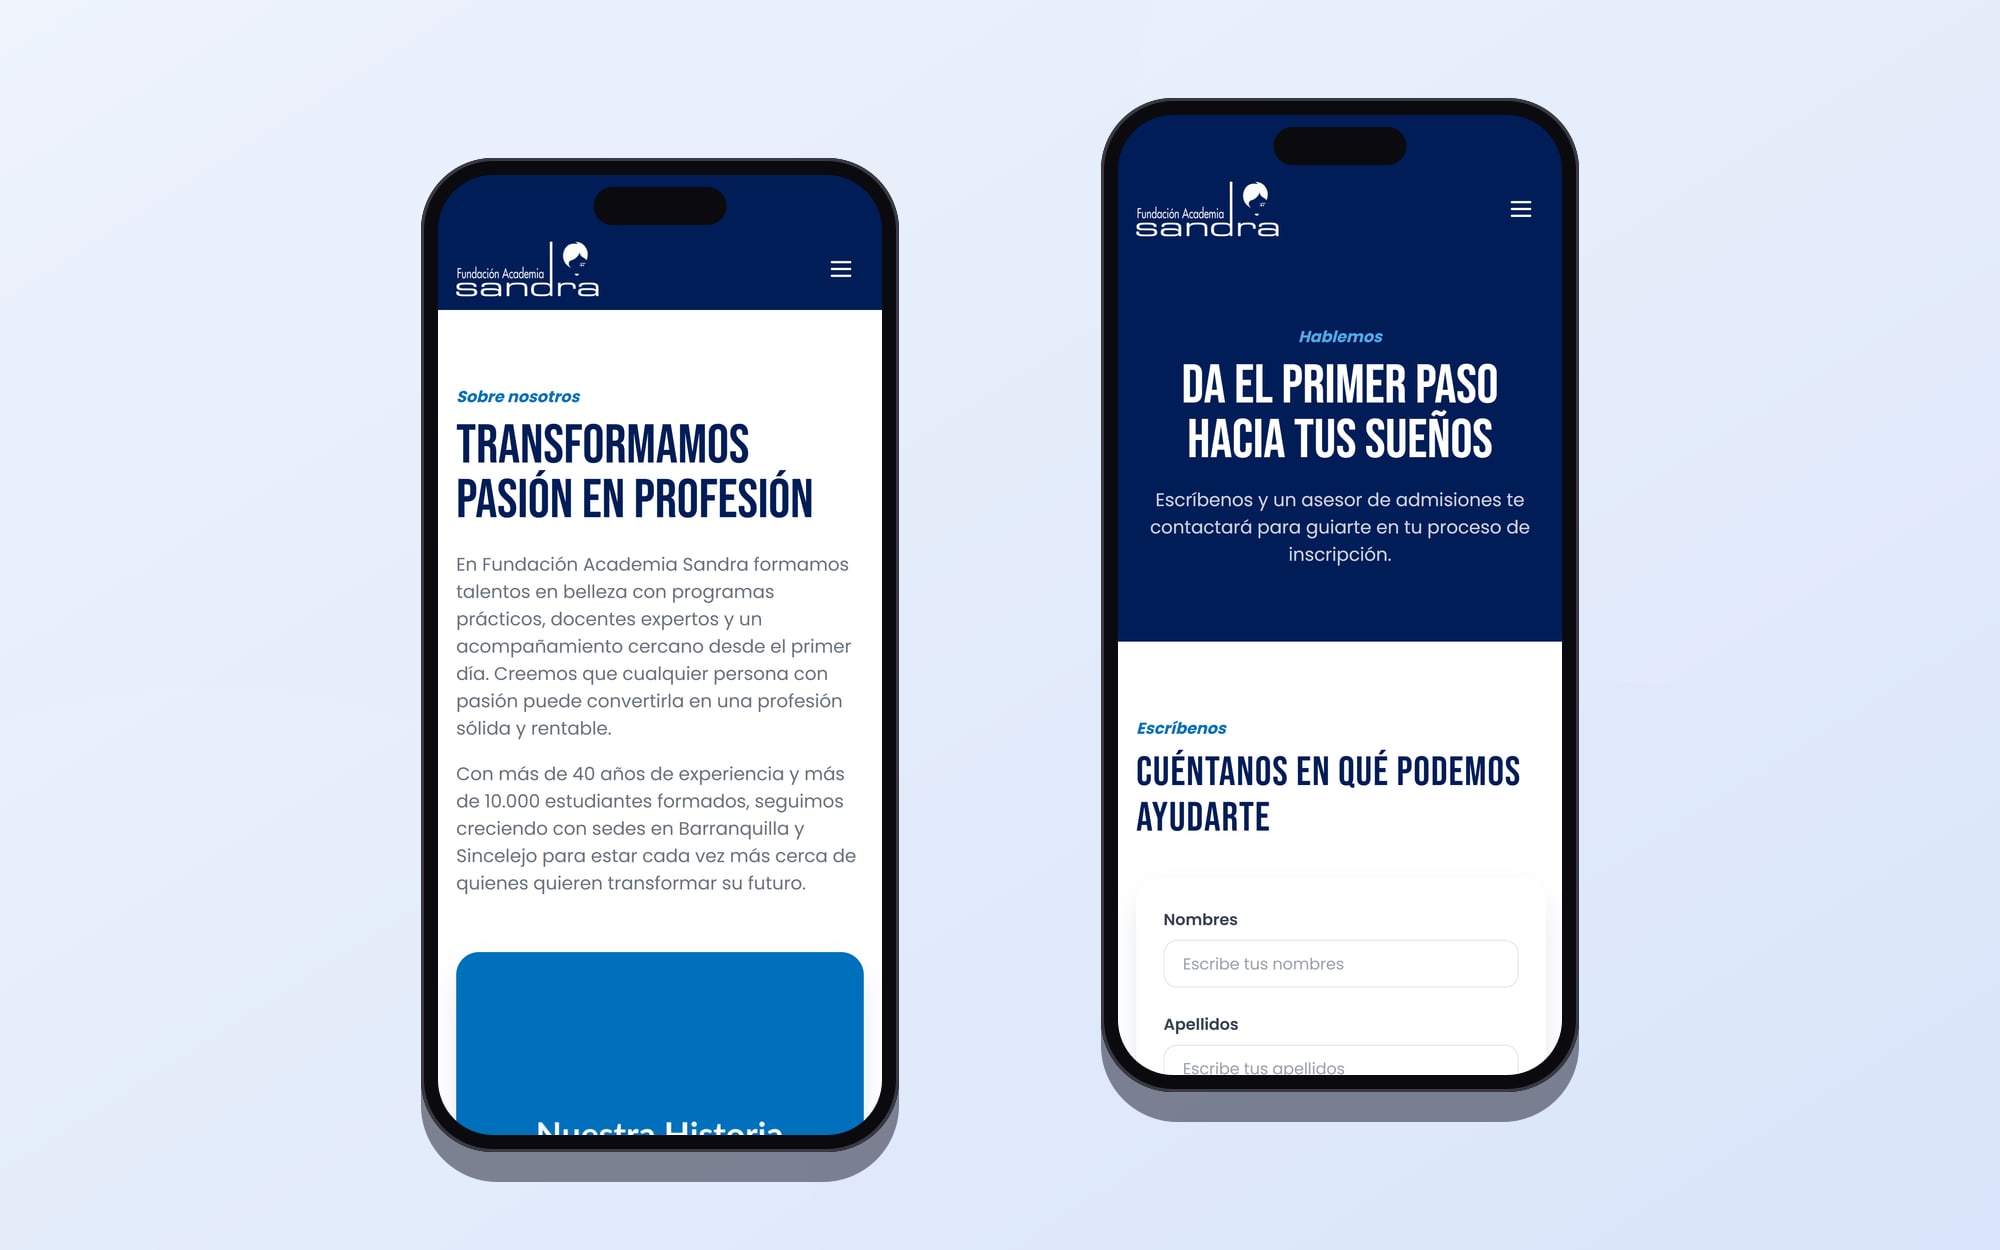 Fundación Academia
sandra
Sobre nosotros
TRANSFORMAMOS
PASIÓN EN PROFESIÓN
En Fundación Academia Sandra formamos
talentos en belleza con programas
prácticos, docentes expertos y un
acompañamiento cercano desde el primer
día. Creemos que cualquier persona con
pasión puede convertirla en una profesión
sólida y rentable.
Con más de 40 años de experiencia y más
de 10.000 estudiantes formados, seguimos
creciendo con sedes en Barranquilla y
Sincelejo para estar cada vez más cerca de
quienes quieren transformar su futuro.
Nuestra Historia
Fundación Academia
sandra
Hablemos
DA EL PRIMER PASO
HACIA TUS SUEÑOS
Escríbenos y un asesor de admisiones te
contactará para guiarte en tu proceso de
inscripción.
Escríbenos
CUÉNTANOS EN QUÉ PODEMOS
AYUDARTE
Nombres
Escribe tus nombres
Apellidos
Escribe tus apellidos